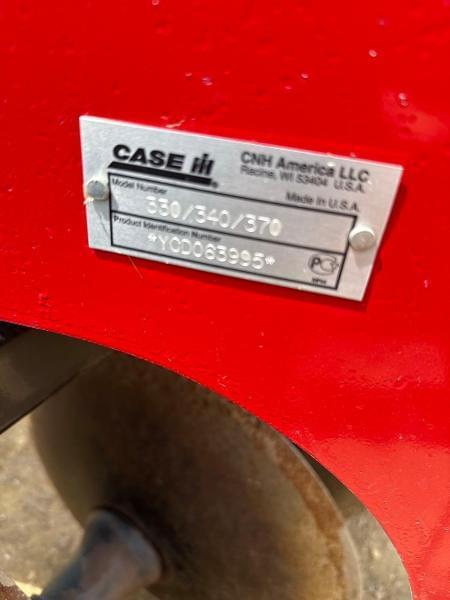 CASE IH
CNH America LLC
Racine, WI 53404 U.S.A.
Model Number
Made in U.S.A.
330/340/370
Product Identification Number
*YCD063995*